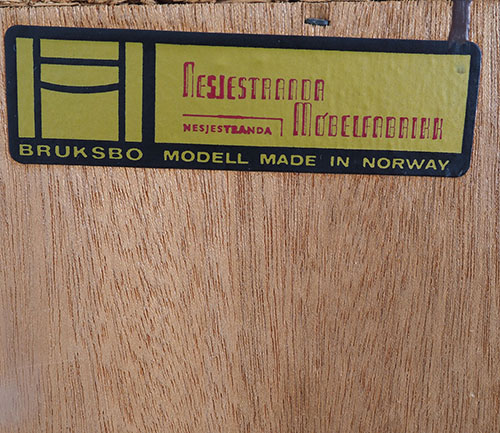 Nesjestranda
Møbelfabrikk
NESJESTRANDA
BRUKSBO MODELL MADE IN NORWAY